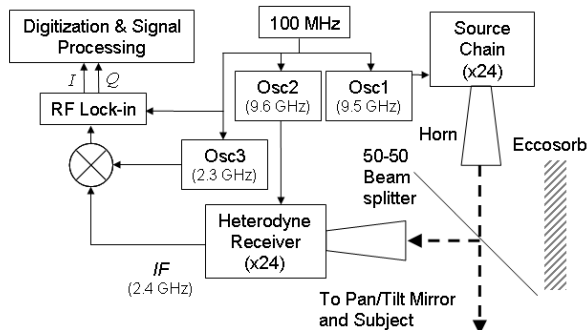 Digitization & Signal
Processing
I Q
RF Lock-in
100 MHz
Osc2
(9.6 GHz)
Osc1
(9.5 GHz)
Source
Chain
(x24)
Osc3
(2.3 GHz)
Horn
Eccosorb
50-50
Beam
splitter
Heterodyne
Receiver
(x24)
IF
(2.4 GHz)
To Pan/Tilt Mirror
and Subject